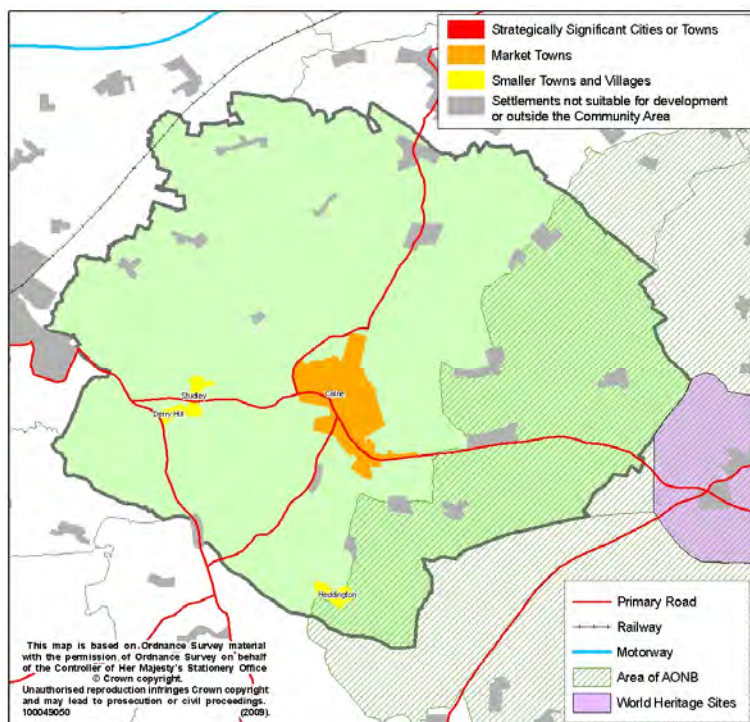 Strategically Significant Cities or Towns
Market Towns
Smaller Towns and Villages
Settlements not suitable for development
or outside the Community Area
Studley
Derry Hill
Calne
Heddington
This map is based on Ordnance Survey material
with the permission of Ordnance Survey on behalf
of the Controller of Her Majesty's Stationery Office
© Crown copyright.
Unauthorised reproduction infringes Crown copyright
and may lead to prosecution or civil proceedings.
100049050 (2009).
Primary Road
Railway
Motorway
Area of AONB
World Heritage Sites